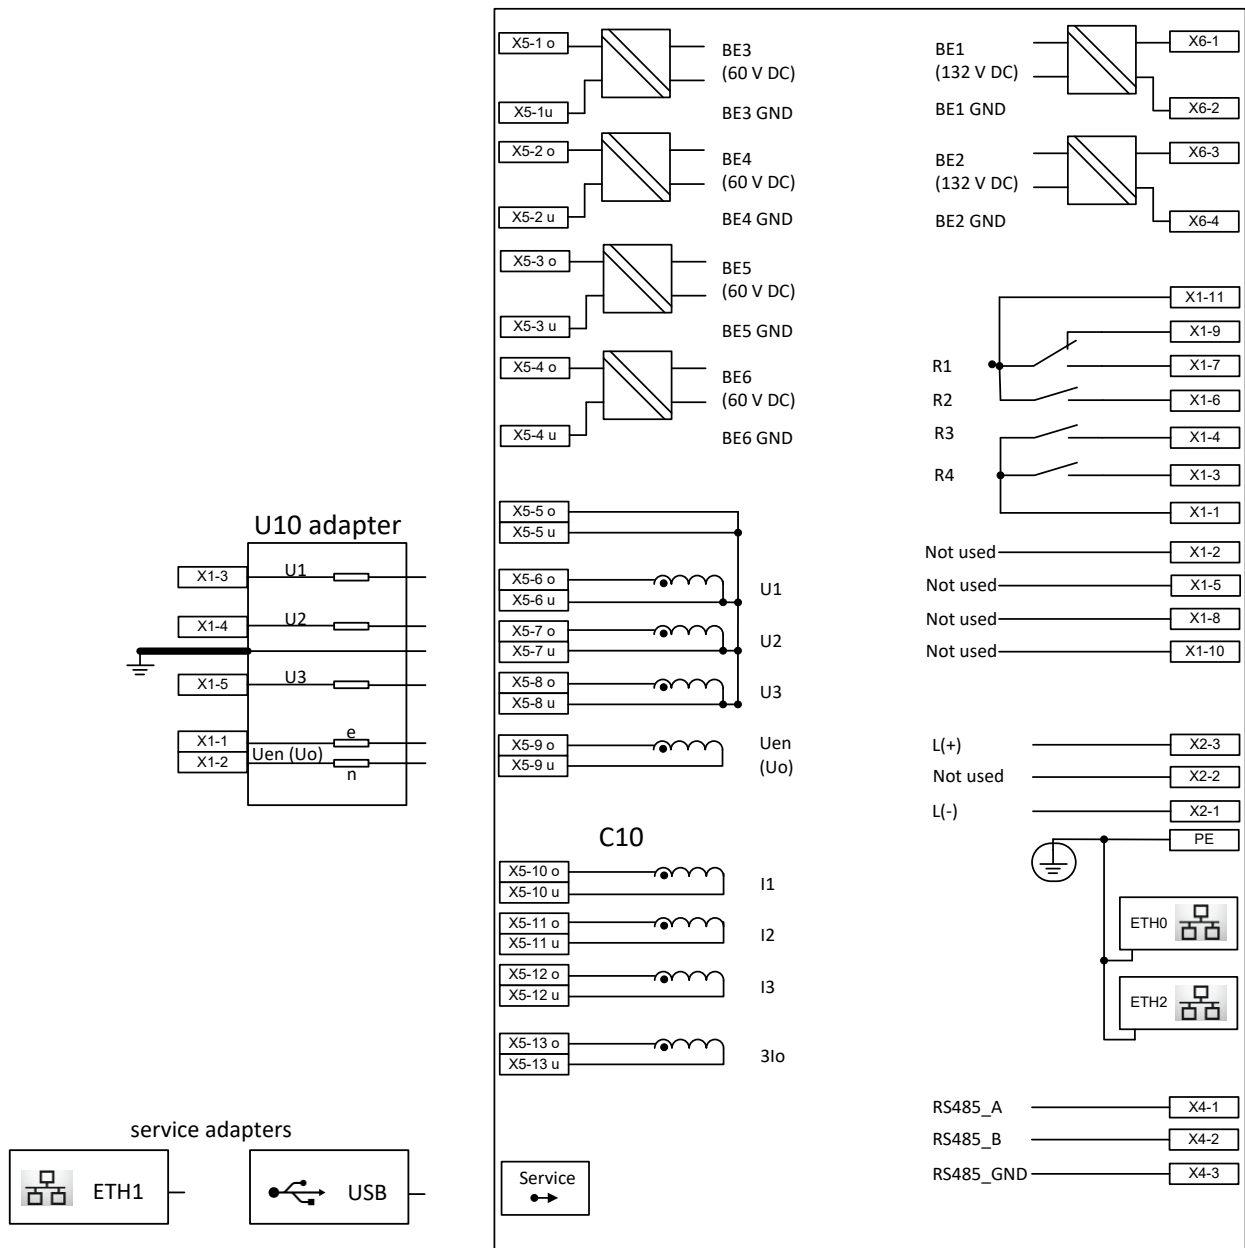 X5-1 o
BE3
(60 V DC)
X5-1u
BE3 GND
X5-2 o
BE4
(60 V DC)
X5-2 u
BE4 GND
X5-3 o
BE5
(60 V DC)
X5-3 u
BE5 GND
X5-4 o
BE6
(60 V DC)
X5-4 u
BE6 GND
BE1
(132 V DC)
BE1 GND
X6-1
X6-2
BE2
(132 V DC)
BE2 GND
X6-3
X6-4
X1-11
X1-9
R1
X1-7
R2
X1-6
R3
X1-4
R4
X1-3
X1-1
Not used
X1-2
Not used
X1-5
Not used
X1-8
Not used
X1-10
U10 adapter
X1-3
U1
X1-4
U2
X1-5
U3
X1-1
e
X1-2
Uen (Uo)
n
X5-5 o
X5-5 u
X5-6 o
X5-6 u
U1
X5-7 o
X5-7 u
U2
X5-8 o
X5-8 u
U3
X5-9 o
X5-9 u
Uen
(Uo)
C10
X5-10 o
X5-10 u
I1
X5-11 o
X5-11 u
I2
X5-12 o
X5-12 u
I3
X5-13 o
X5-13 u
3Io
L(+)
X2-3
Not used
X2-2
L(-)
X2-1
PE
ETH0
ETH2
RS485_A
X4-1
RS485_B
X4-2
RS485_GND
X4-3
service adapters
ETH1
USB
Service